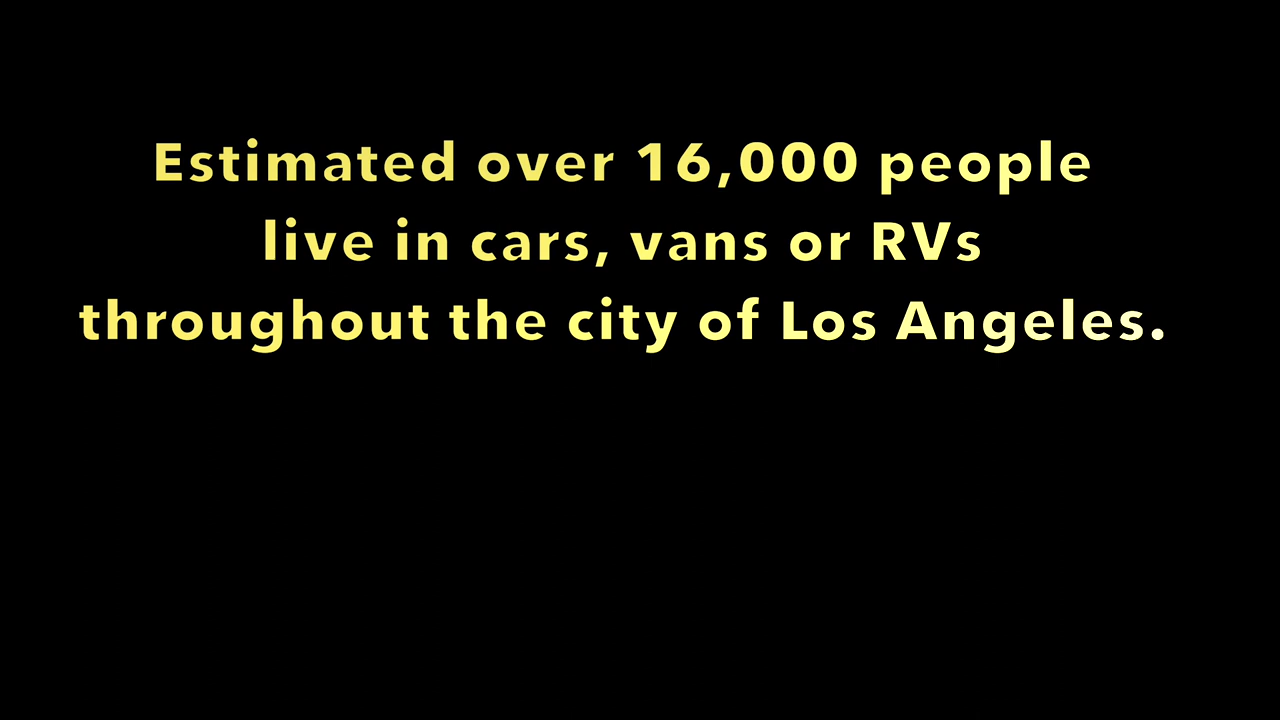 Estimated over 16,000 people
live in cars, vans or RVs
throughout the city of Los Angeles.